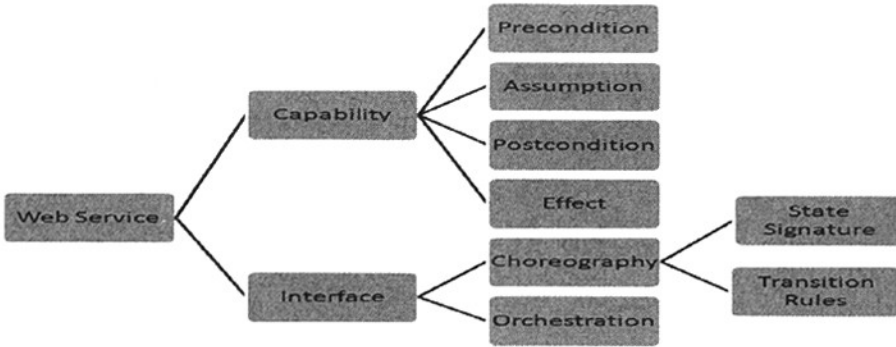 Precondition
Assumption
Capability
Postcondition
Effect
Web Service
State
Signature
Choreography
Interface
Transition
Rules
Orchestration